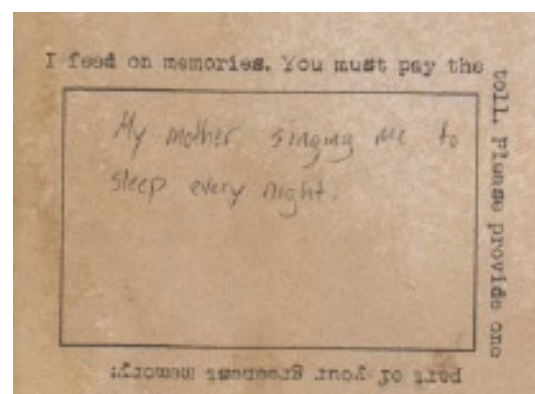 I feed on memories. You must pay the
toll. Please provide one
part of your greatest memory:
My mother singing me to
sleep every night.